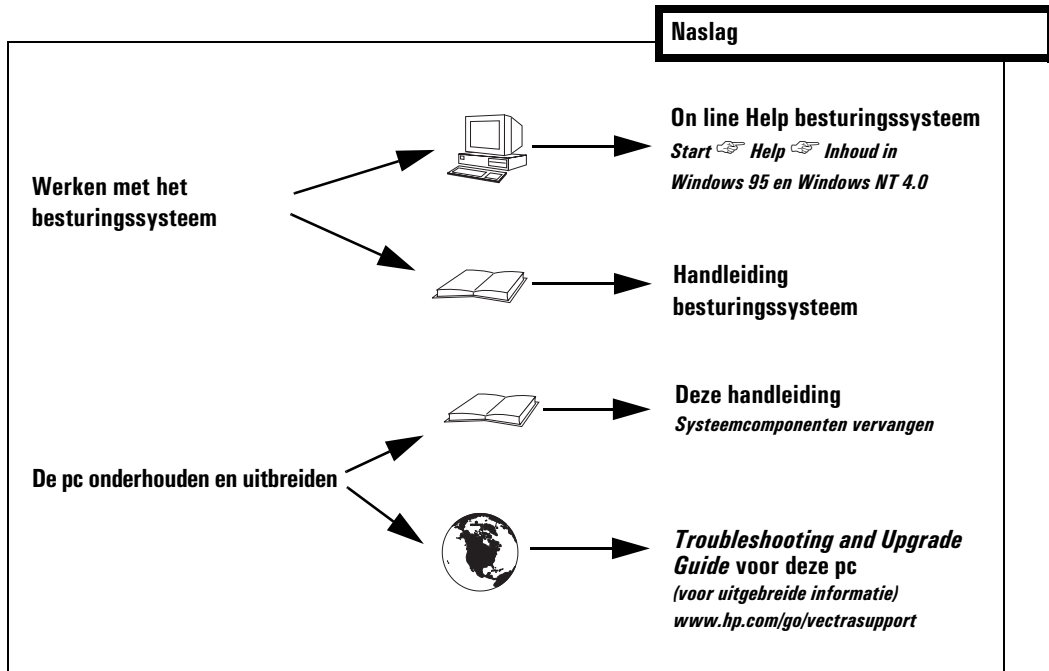 Naslag
Werken met het
besturingssysteem
On line Help besturingssysteem
Start ☞ Help ☞ Inhoud in
Windows 95 en Windows NT 4.0
Handleiding
besturingssysteem
De pc onderhouden en uitbreiden
Deze handleiding
Systeemcomponenten vervangen
Troubleshooting and Upgrade
Guide voor deze pc
(voor uitgebreide informatie)
www.hp.com/go/vectrasupport